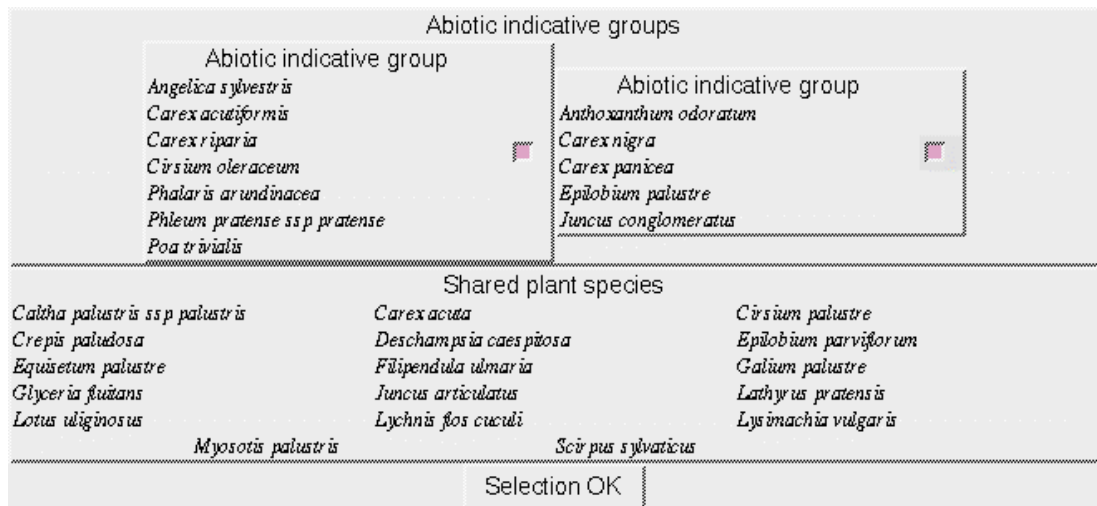 Abiotic indicative groups
Abiotic indicative group
Angelica sylvestris
Carex acutiformis
Carex riparia
Cirsium oleraceum
Phalaris arundinacea
Phleum pratense ssp pratense
Poa trivialis
Abiotic indicative group
Anthoxanthum odoratum
Carex nigra
Carex panicea
Epilobium palustre
Juncus conglomeratus
Shared plant species
Caltha palustris ssp palustris Carex acuta Cirsium palustre
Crepis paludosa Deschampsia caespitosa Epilobium parviflorum
Equisetum palustre Filipendula ulmaria Galium palustre
Glyceria fluitans Juncus articulatus Lathyrus pratensis
Lotus uliginosus Lychnis flos cuculi Lysimachia vulgaris
Myosotis palustris Scirpus sylvaticus
Selection OK